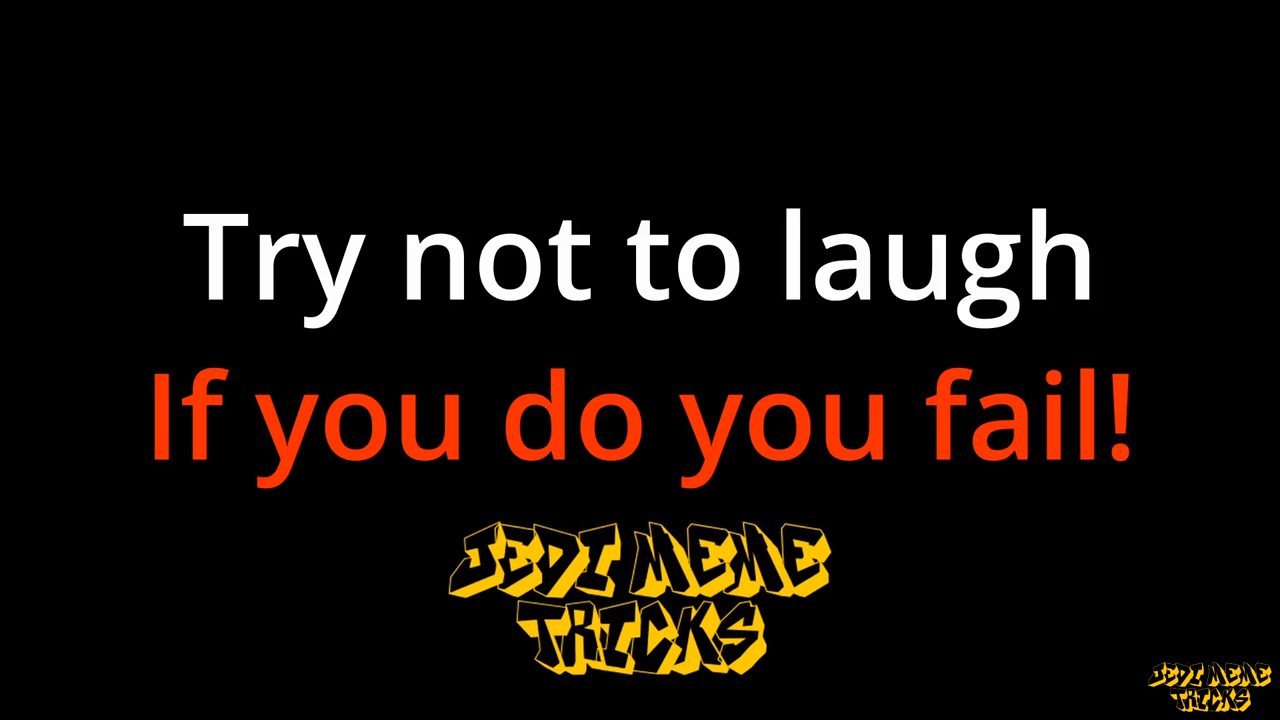 Try not to laugh
If you do you fail!
JEDI MEME
TRICKS
JEDI MEME
TRICKS